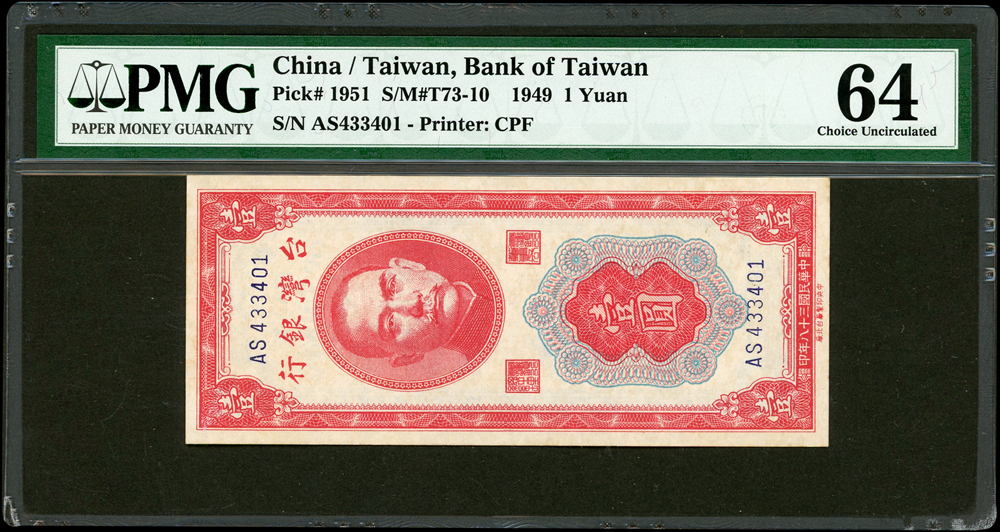 PMG
PAPER MONEY GUARANTY
China / Taiwan, Bank of Taiwan
Pick# 1951 S/M#T73-10 1949 1 Yuan
S/N AS433401 - Printer: CPF
64
Choice Uncirculated
壹
壹
台灣銀行
AS433401
壹圓
AS433401
中華民國三十八年印
壹
壹